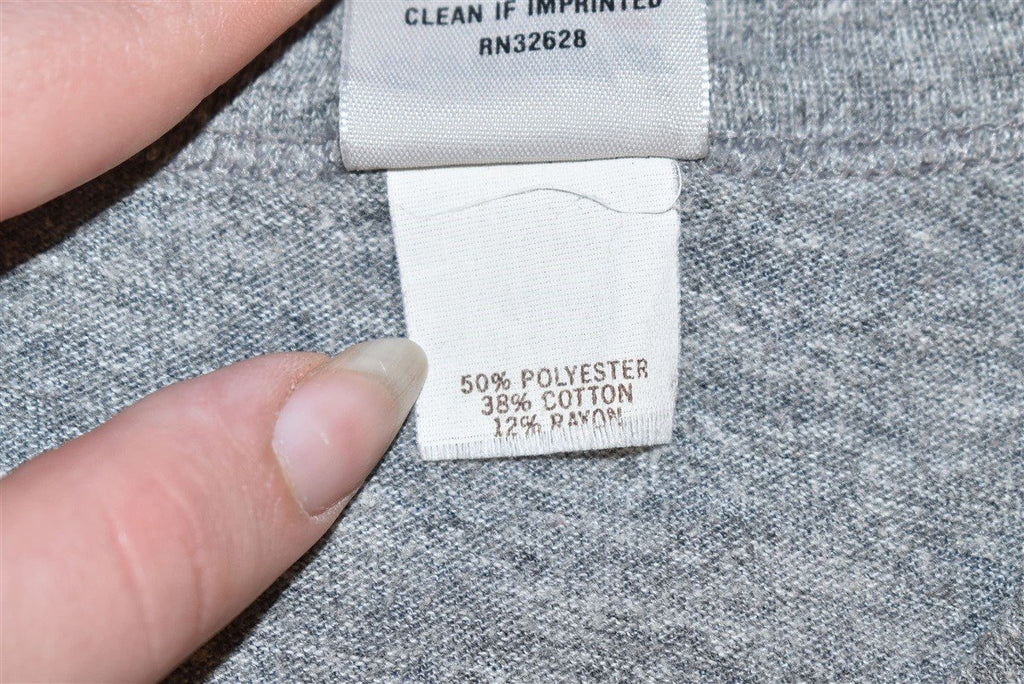 CLEAN IF IMPRINTED
RN32628
50% POLYESTER
38% COTTON
12% RAYON